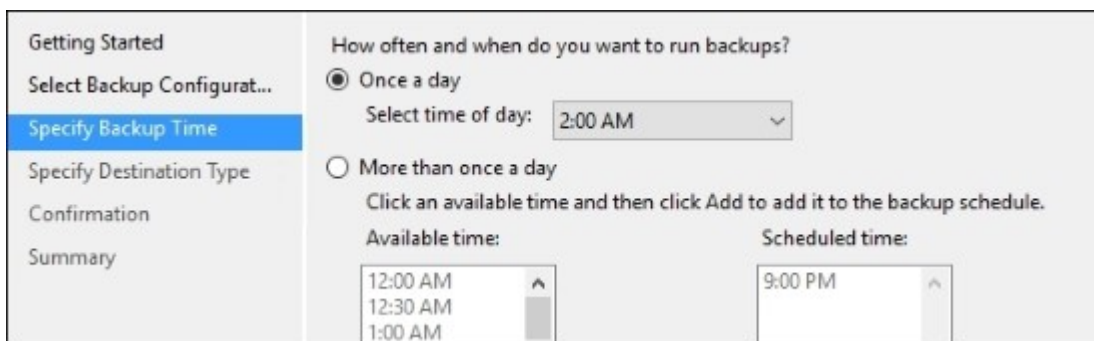 Getting Started
Select Backup Configurat...
Specify Backup Time
Specify Destination Type
Confirmation
Summary
How often and when do you want to run backups?
Once a day
Select time of day: 2:00 AM
More than once a day
Click an available time and then click Add to add it to the backup schedule.
Available time: Scheduled time:
12:00 AM 9:00 PM
12:30 AM
1:00 AM